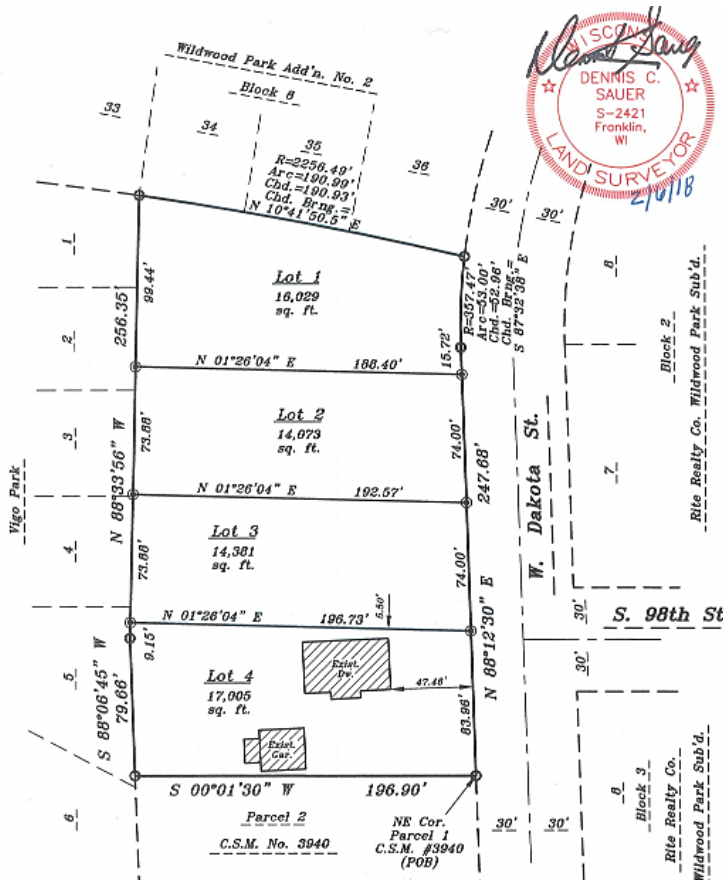 Wildwood Park Add'n. No. 2
Block 6
33
34
35
36
R=2256.49'
Arc=190.99'
Chd.=190.93'
Chd. Brng.=
N 10°41'50.5" E
WISCONSIN
DENNIS C.
SAUER
S-2421
Franklin,
WI
LAND SURVEYOR
2/6/18
30'
30'
1
2
3
4
5
6
Vigo Park
256.35'
99.44'
N 88°33'56" W
73.88'
73.88'
9.15'
S 88°06'45" W
79.66'
Lot 1
16,029
sq. ft.
R=357.47'
Arc=53.00'
Chd.=52.96'
Chd. Brng.=
S 87°32'38" E
15.72'
N 01°26'04" E 188.40'
Lot 2
14,073
sq. ft.
74.00'
247.68'
N 01°26'04" E 192.57'
Lot 3
14,381
sq. ft.
74.00'
N 88°12'30" E
N 01°26'04" E 196.73'
5.50'
Lot 4
17,005
sq. ft.
Exist.
Dw.
47.46'
83.96'
Exist.
Gar.
S 00°01'30" W 196.90'
Parcel 2
C.S.M. No. 3940
NE Cor.
Parcel 1
C.S.M. #3940
(POB)
30'
30'
W. Dakota St.
8
7
Block 2
Rite Realty Co. Wildwood Park Sub'd.
30'
30'
S. 98th St
8
Block 3
Rite Realty Co.
Wildwood Park Sub'd.